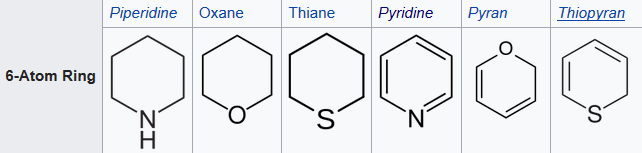 Piperidine Oxane Thiane Pyridine Pyran Thiopyran
6-Atom Ring
O
N
H
O
S
N
S